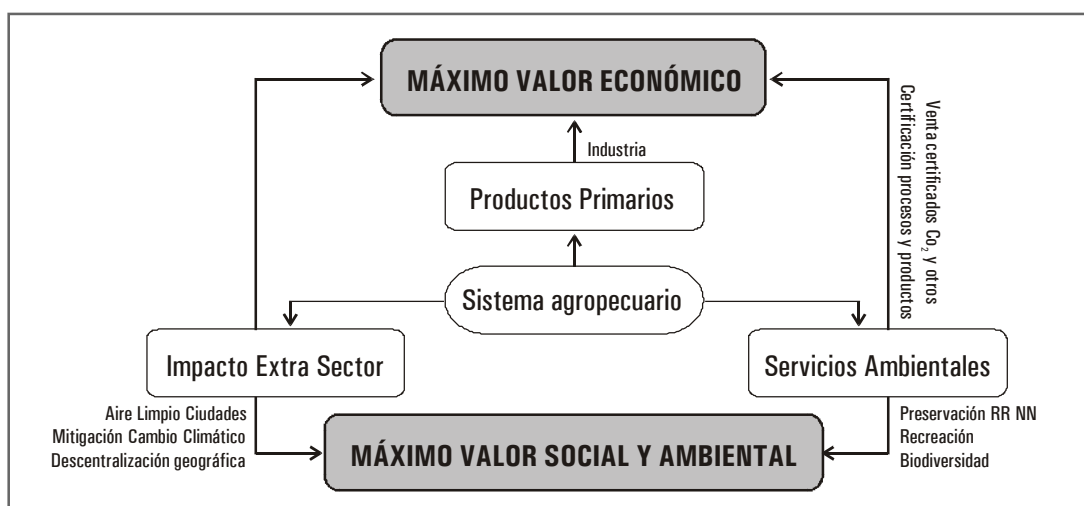 MÁXIMO VALOR ECONÓMICO
Industria
Productos Primarios
Venta certificados Co₂ y otros
Certificación procesos y productos
Sistema agropecuario
Impacto Extra Sector
Servicios Ambientales
Aire Limpio Ciudades
Mitigación Cambio Climático
Descentralización geográfica
MÁXIMO VALOR SOCIAL Y AMBIENTAL
Preservación RR NN
Recreación
Biodiversidad